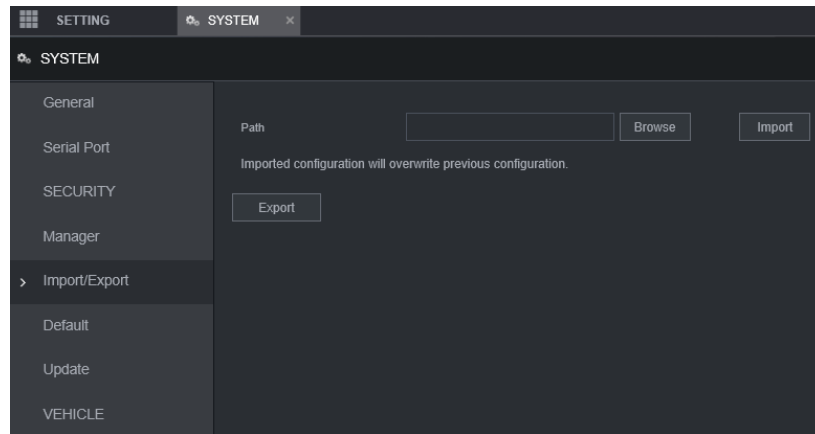 SETTING
SYSTEM ×
SYSTEM
General
Serial Port
SECURITY
Manager
Import/Export
Default
Update
VEHICLE
Path
Browse
Import
Imported configuration will overwrite previous configuration.
Export